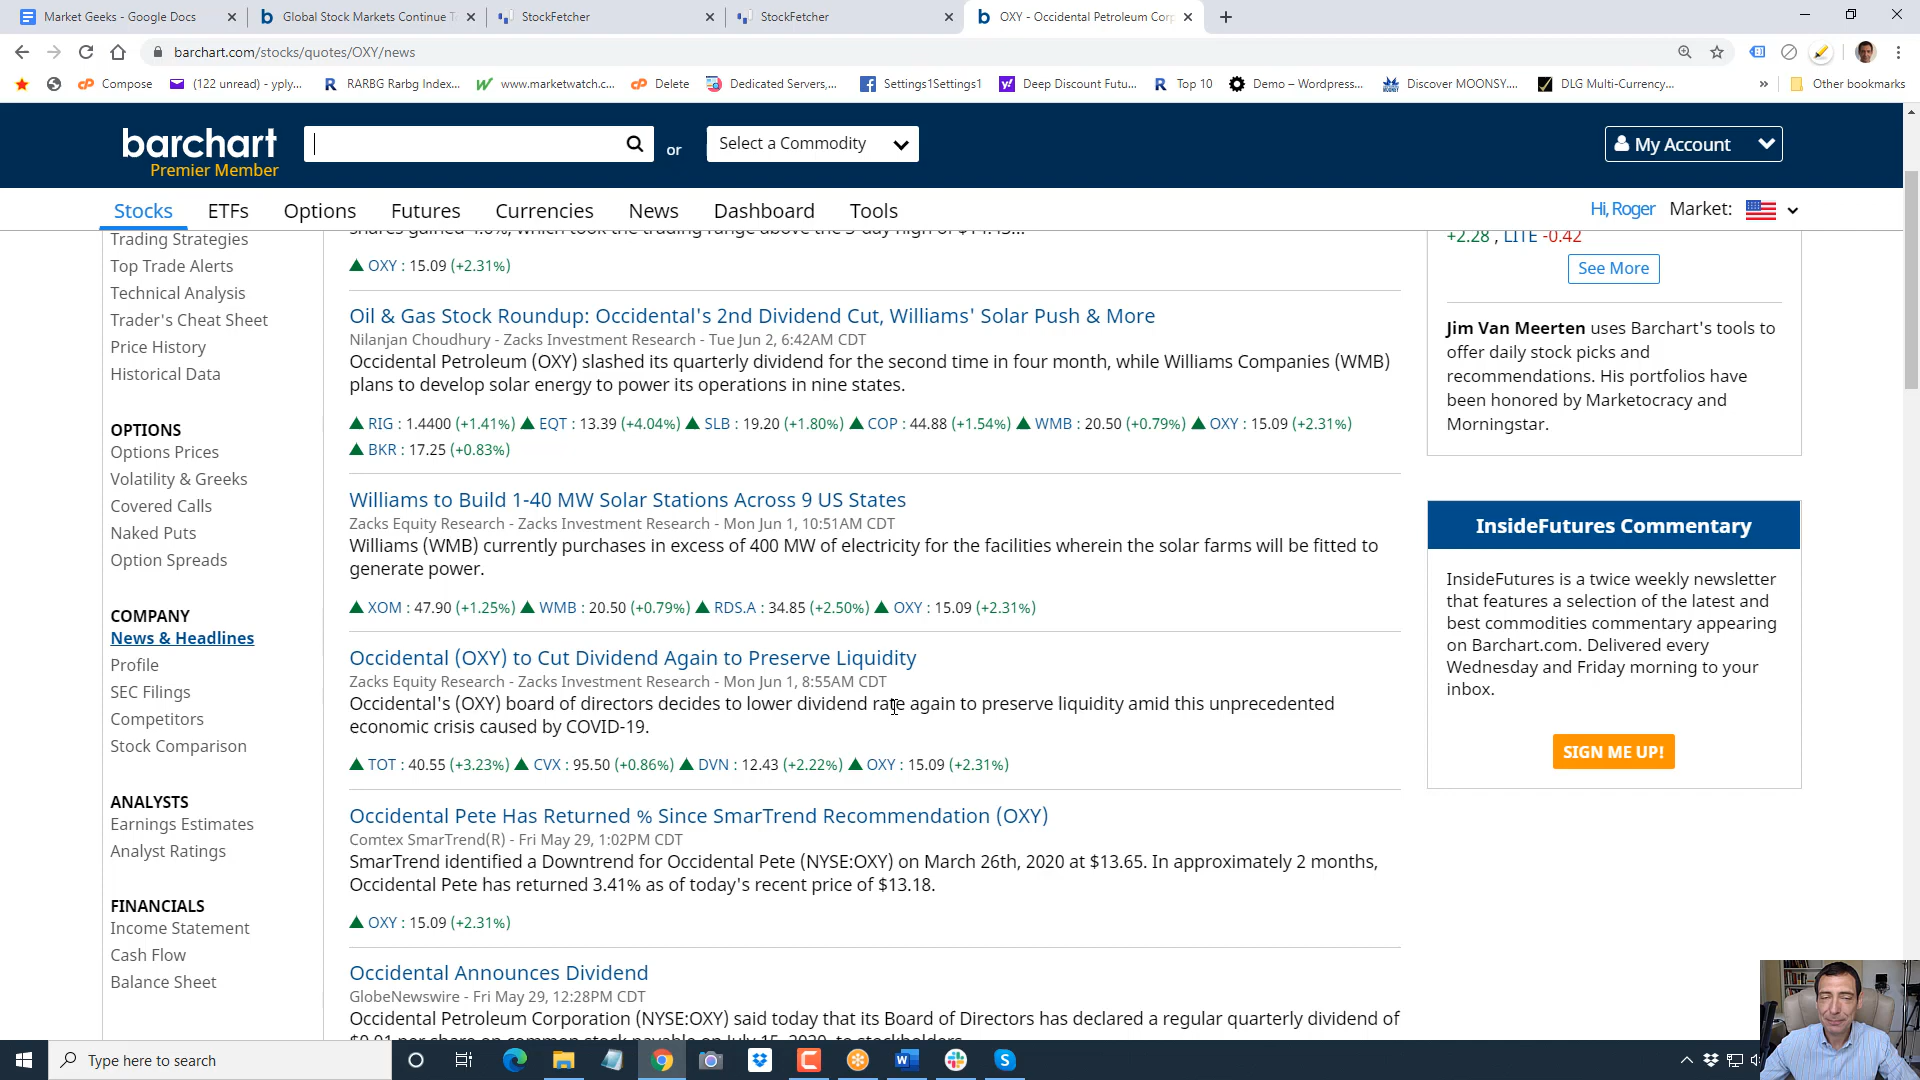 Market Geeks - Google Docs
Global Stock Markets Continue T
StockFetcher
StockFetcher
OXY - Occidental Petroleum Corp
barchart.com/stocks/quotes/OXY/news
Compose
(122 unread) - yply...
RARBG Rarbg Index...
www.marketwatch.c...
Delete
Dedicated Servers,...
Settings1Settings1
Deep Discount Futu...
Top 10
Demo – Wordpress...
Discover MOONSY....
DLG Multi-Currency...
Other bookmarks
barchart
Premier Member
or
Select a Commodity
My Account
Stocks
ETFs
Options
Futures
Currencies
News
Dashboard
Tools
Hi, Roger
Market:
Trading Strategies
Top Trade Alerts
Technical Analysis
Trader's Cheat Sheet
Price History
Historical Data
OPTIONS
Options Prices
Volatility & Greeks
Covered Calls
Naked Puts
Option Spreads
COMPANY
News & Headlines
Profile
SEC Filings
Competitors
Stock Comparison
ANALYSTS
Earnings Estimates
Analyst Ratings
FINANCIALS
Income Statement
Cash Flow
Balance Sheet
OXY : 15.09 (+2.31%)
Oil & Gas Stock Roundup: Occidental's 2nd Dividend Cut, Williams' Solar Push & More
Nilanjan Choudhury - Zacks Investment Research - Tue Jun 2, 6:42AM CDT
Occidental Petroleum (OXY) slashed its quarterly dividend for the second time in four month, while Williams Companies (WMB)
plans to develop solar energy to power its operations in nine states.
RIG : 1.4400 (+1.41%) EQT : 13.39 (+4.04%) SLB : 19.20 (+1.80%) COP : 44.88 (+1.54%) WMB : 20.50 (+0.79%) OXY : 15.09 (+2.31%)
BKR : 17.25 (+0.83%)
Williams to Build 1-40 MW Solar Stations Across 9 US States
Zacks Equity Research - Zacks Investment Research - Mon Jun 1, 10:51AM CDT
Williams (WMB) currently purchases in excess of 400 MW of electricity for the facilities wherein the solar farms will be fitted to
generate power.
XOM : 47.90 (+1.25%) WMB : 20.50 (+0.79%) RDS.A : 34.85 (+2.50%) OXY : 15.09 (+2.31%)
Occidental (OXY) to Cut Dividend Again to Preserve Liquidity
Zacks Equity Research - Zacks Investment Research - Mon Jun 1, 8:55AM CDT
Occidental's (OXY) board of directors decides to lower dividend rate again to preserve liquidity amid this unprecedented
economic crisis caused by COVID-19.
TOT : 40.55 (+3.23%) CVX : 95.50 (+0.86%) DVN : 12.43 (+2.22%) OXY : 15.09 (+2.31%)
Occidental Pete Has Returned % Since SmarTrend Recommendation (OXY)
Comtex SmarTrend(R) - Fri May 29, 1:02PM CDT
SmarTrend identified a Downtrend for Occidental Pete (NYSE:OXY) on March 26th, 2020 at $13.65. In approximately 2 months,
Occidental Pete has returned 3.41% as of today's recent price of $13.18.
OXY : 15.09 (+2.31%)
Occidental Announces Dividend
GlobeNewswire - Fri May 29, 12:28PM CDT
Occidental Petroleum Corporation (NYSE:OXY) said today that its Board of Directors has declared a regular quarterly dividend of
+2.28 , LITE -0.42
See More
Jim Van Meerten uses Barchart's tools to
offer daily stock picks and
recommendations. His portfolios have
been honored by Marketocracy and
Morningstar.
InsideFutures Commentary
InsideFutures is a twice weekly newsletter
that features a selection of the latest and
best commodities commentary appearing
on Barchart.com. Delivered every
Wednesday and Friday morning to your
inbox.
SIGN ME UP!
Type here to search